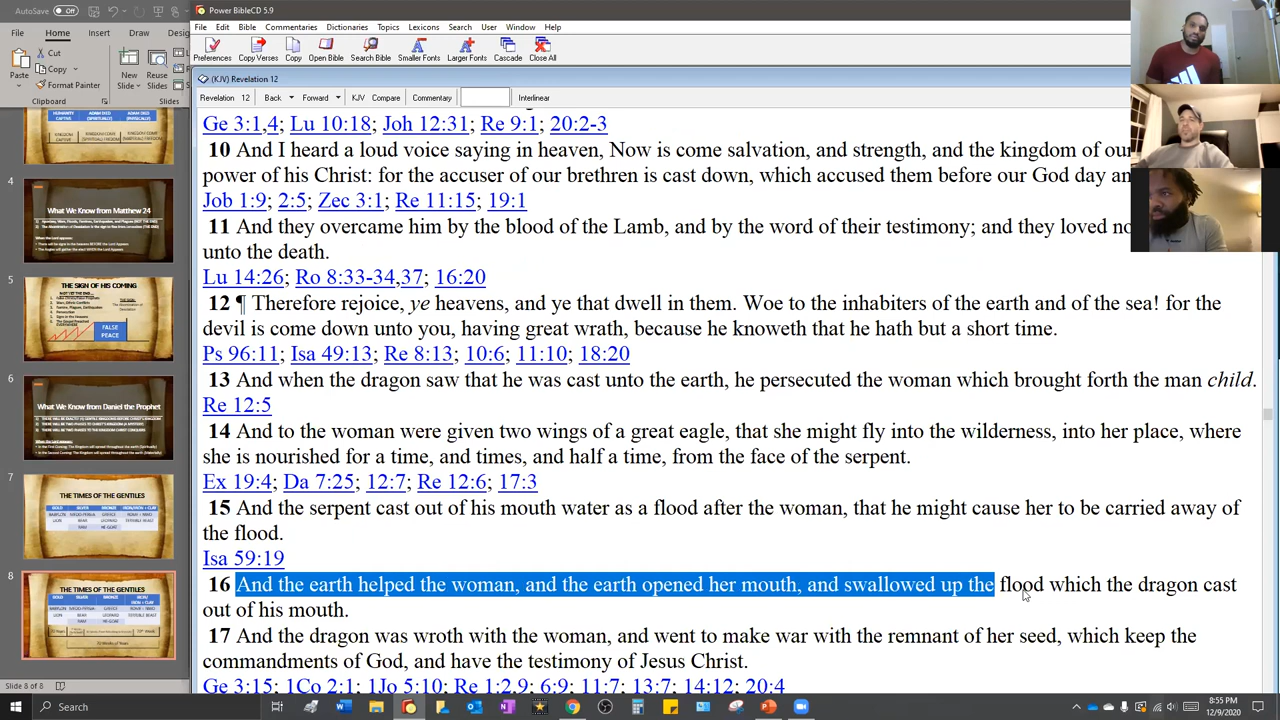 AutoSave Off
Power BibleCD 5.9
File Home Insert Draw
File Edit Bible Commentaries Dictionaries Topics Lexicons Search User Window Help
Paste Cut Copy Format Painter
New Slide Reuse Slides
Clipboard Slides
Preferences Copy Verses Copy Open Bible Search Bible Smaller Fonts Larger Fonts Cascade Close All
(KJV) Revelation 12
Revelation 12 Back Forward KJV Compare Commentary Interlinear
Ge 3:1,4; Lu 10:18; Joh 12:31; Re 9:1; 20:2-3
10 And I heard a loud voice saying in heaven, Now is come salvation, and strength, and the kingdom of our
power of his Christ: for the accuser of our brethren is cast down, which accused them before our God day an
Job 1:9; 2:5; Zec 3:1; Re 11:15; 19:1
11 And they overcame him by the blood of the Lamb, and by the word of their testimony; and they loved no
unto the death.
Lu 14:26; Ro 8:33-34,37; 16:20
12 ¶ Therefore rejoice, ye heavens, and ye that dwell in them. Woe to the inhabiters of the earth and of the sea! for the
devil is come down unto you, having great wrath, because he knoweth that he hath but a short time.
Ps 96:11; Isa 49:13; Re 8:13; 10:6; 11:10; 18:20
13 And when the dragon saw that he was cast unto the earth, he persecuted the woman which brought forth the man child.
Re 12:5
14 And to the woman were given two wings of a great eagle, that she might fly into the wilderness, into her place, where
she is nourished for a time, and times, and half a time, from the face of the serpent.
Ex 19:4; Da 7:25; 12:7; Re 12:6; 17:3
15 And the serpent cast out of his mouth water as a flood after the woman, that he might cause her to be carried away of
the flood.
Isa 59:19
16 And the earth helped the woman, and the earth opened her mouth, and swallowed up the flood which the dragon cast
out of his mouth.
17 And the dragon was wroth with the woman, and went to make war with the remnant of her seed, which keep the
commandments of God, and have the testimony of Jesus Christ.
Ge 3:15; 1Co 2:1; 1Jo 5:10; Re 1:2,9; 6:9; 11:7; 13:7; 14:12; 20:4
4
What We Know from Matthew 24
5
THE SIGN OF HIS COMING
FALSE
PEACE
6
What We Know from Daniel the Prophet
7
THE TIMES OF THE GENTILES
8
THE TIMES OF THE GENTILES
Slide 8 of 8
Search
8:55 PM
12/9/2020